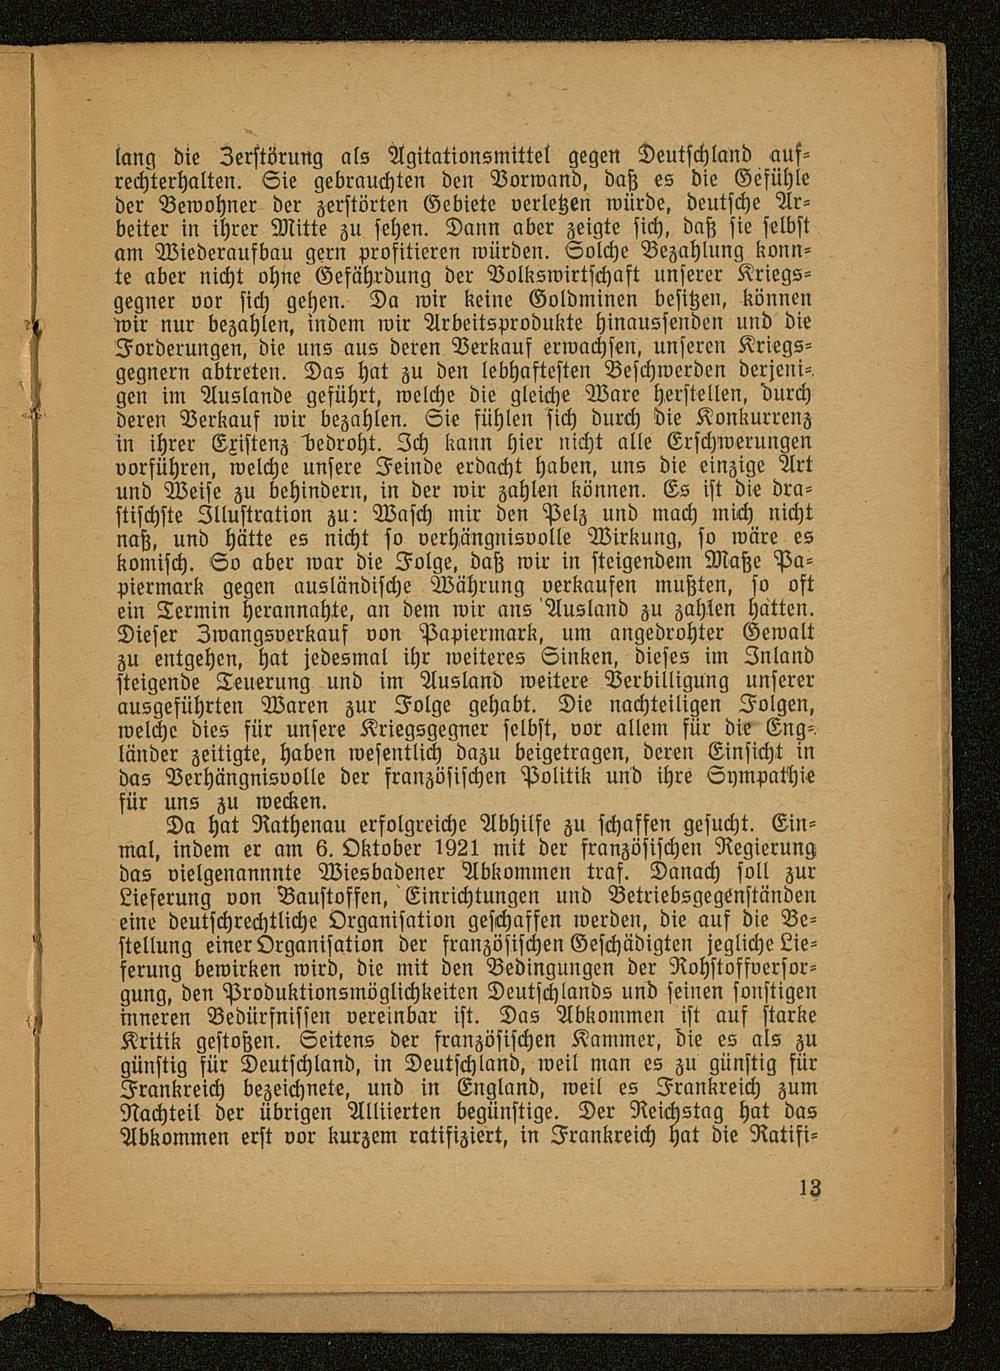 lang die Zerstörung als Agitationsmittel gegen Deutschland auf-
rechterhalten. Sie gebrauchten den Vorwand, daß es die Gefühle
der Bewohner der zerstörten Gebiete verletzen würde, deutsche Ar-
beiter in ihrer Mitte zu sehen. Dann aber zeigte sich, daß sie selbst
am Wiederaufbau gern profitieren würden. Solche Bezahlung konn-
te aber nicht ohne Gefährdung der Volkswirtschaft unserer Kriegs-
gegner vor sich gehen. Da wir keine Goldminen besitzen, können
wir nur bezahlen, indem wir Arbeitsprodukte hinaussenden und die
Forderungen, die uns aus deren Verkauf erwachsen, unseren Kriegs-
gegnern abtreten. Das hat zu den lebhaftesten Beschwerden derjeni-
gen im Auslande geführt, welche die gleiche Ware herstellen, durch
deren Verkauf wir bezahlen. Sie fühlen sich durch die Konkurrenz
in ihrer Existenz bedroht. Ich kann hier nicht alle Erschwerungen
vorführen, welche unsere Feinde erdacht haben, uns die einzige Art
und Weise zu behindern, in der wir zahlen können. Es ist die dra-
stischste Illustration zu: Wasch mir den Pelz und mach mich nicht
naß, und hätte es nicht so verhängnisvolle Wirkung, so wäre es
komisch. So aber war die Folge, daß wir in steigendem Maße Pa-
piermark gegen ausländische Währung verkaufen mußten, so oft
ein Termin herannahte, an dem wir ans Ausland zu zahlen hatten.
Dieser Zwangsverkauf von Papiermark, um angedrohter Gewalt
zu entgehen, hat jedesmal ihr weiteres Sinken, dieses im Inland
steigende Teuerung und im Ausland weitere Verbilligung unserer
ausgeführten Waren zur Folge gehabt. Die nachteiligen Folgen,
welche dies für unsere Kriegsgegner selbst, vor allem für die Eng-
länder zeitigte, haben wesentlich dazu beigetragen, deren Einsicht in
das Verhängnisvolle der französischen Politik und ihre Sympathie
für uns zu wecken.
Da hat Rathenau erfolgreiche Abhilfe zu schaffen gesucht. Ein-
mal, indem er am 6. Oktober 1921 mit der französischen Regierung
das vielgenannnte Wiesbadener Abkommen traf. Danach soll zur
Lieferung von Baustoffen, Einrichtungen und Betriebsgegenständen
eine deutschrechtliche Organisation geschaffen werden, die auf die Be-
stellung einer Organisation der französischen Geschädigten jegliche Lie-
ferung bewirken wird, die mit den Bedingungen der Rohstoffversor-
gung, den Produktionsmöglichkeiten Deutschlands und seinen sonstigen
inneren Bedürfnissen vereinbar ist. Das Abkommen ist auf starke
Kritik gestoßen. Seitens der französischen Kammer, die es als zu
günstig für Deutschland, in Deutschland, weil man es zu günstig für
Frankreich bezeichnete, und in England, weil es Frankreich zum
Nachteil der übrigen Alliierten begünstige. Der Reichstag hat das
Abkommen erst vor kurzem ratifiziert, in Frankreich hat die Ratifi-
13